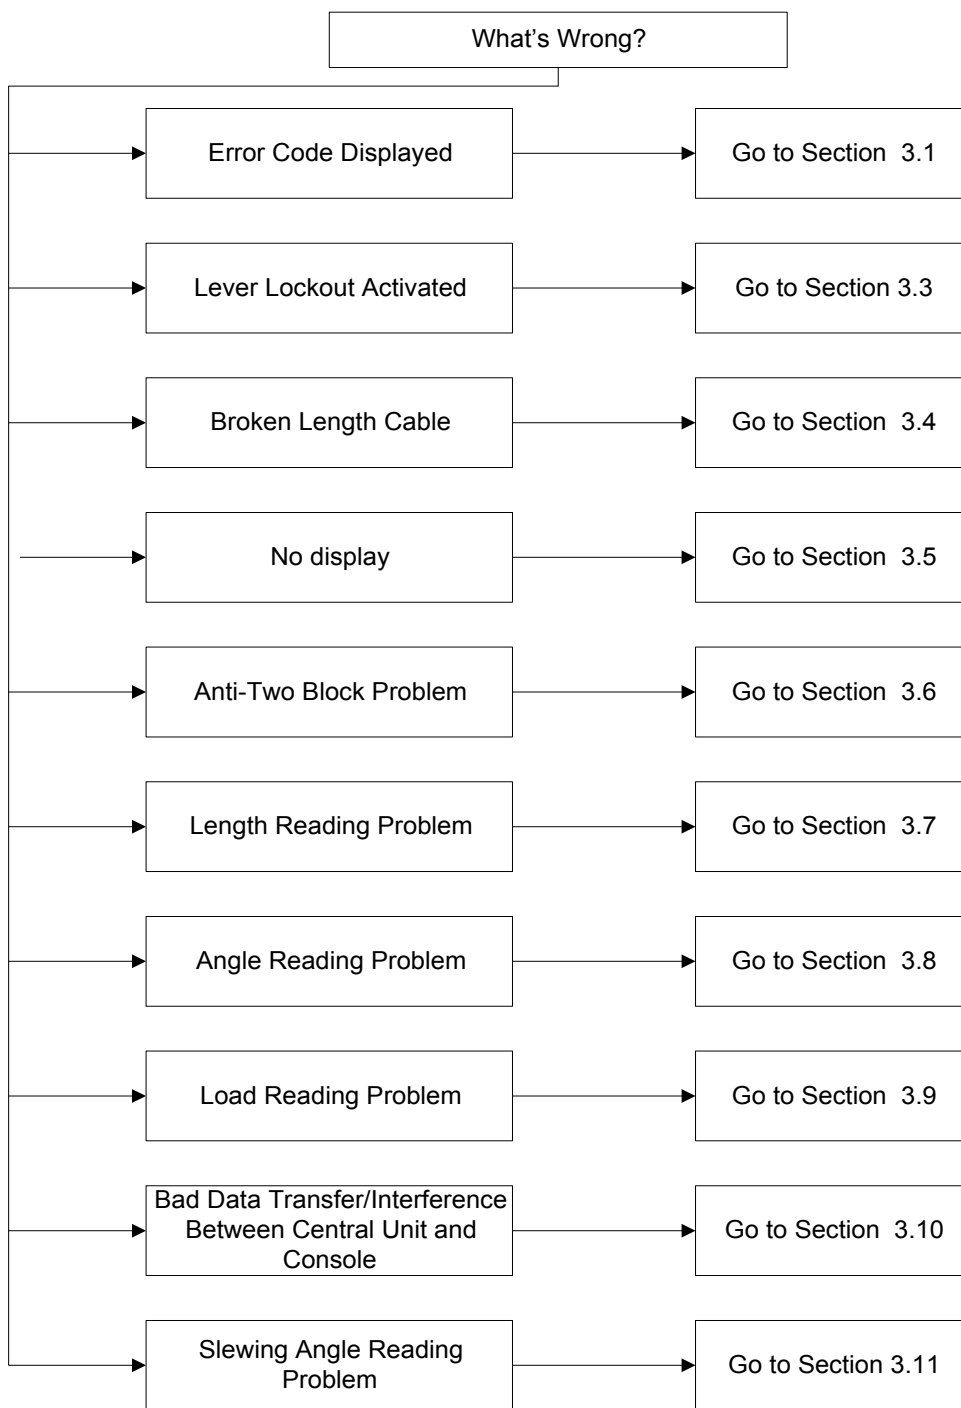 What's Wrong?
Error Code Displayed
Go to Section 3.1
Lever Lockout Activated
Go to Section 3.3
Broken Length Cable
Go to Section 3.4
No display
Go to Section 3.5
Anti-Two Block Problem
Go to Section 3.6
Length Reading Problem
Go to Section 3.7
Angle Reading Problem
Go to Section 3.8
Load Reading Problem
Go to Section 3.9
Bad Data Transfer/Interference
Between Central Unit and
Console
Go to Section 3.10
Slewing Angle Reading
Problem
Go to Section 3.11